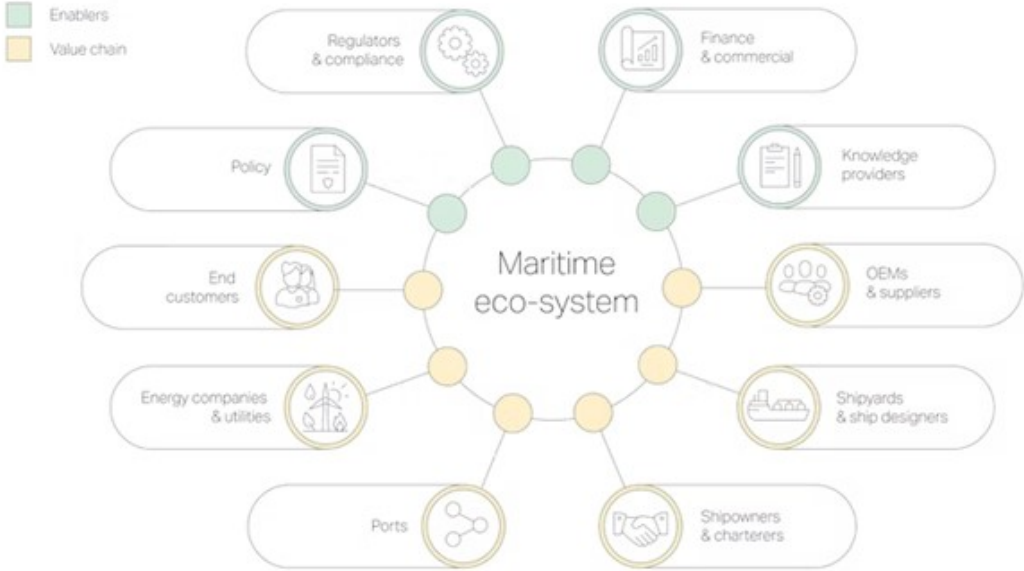 Enablers
Value chain
Regulators
& compliance
Finance
& commercial
Policy
Knowledge
providers
Maritime
eco-system
End
customers
OEMs
& suppliers
Energy companies
& utilities
Shipyards
& ship designers
Ports
Shipowners
& charterers